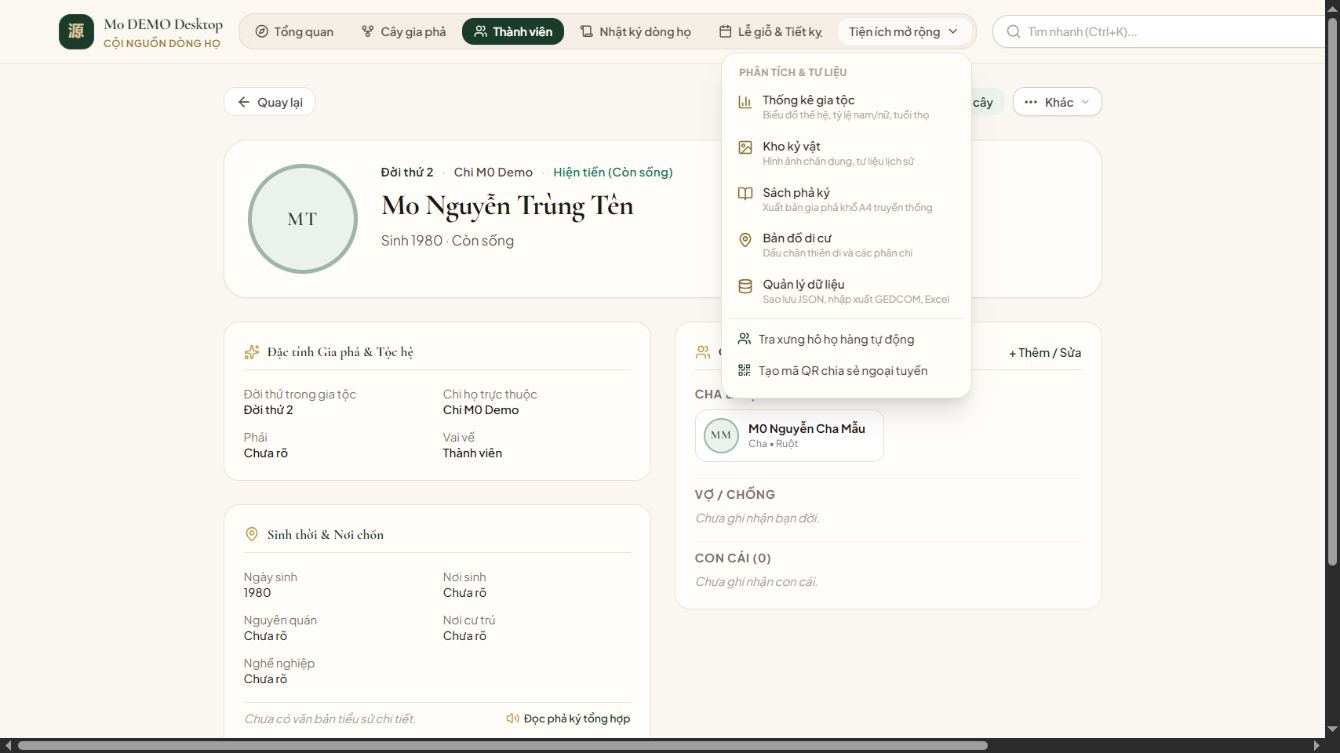 源
Mo DEMO Desktop
CỘI NGUỒN DÒNG HỌ
Tổng quan
Cây gia phả
Thành viên
Nhật ký dòng họ
Lễ giỗ & Tiết kỵ
Tiện ích mở rộng
Tìm nhanh (Ctrl+K)...
Quay lại
cây
Khác
PHÂN TÍCH & TƯ LIỆU
Thống kê gia tộc
Biểu đồ thế hệ, tỷ lệ nam/nữ, tuổi thọ
Kho kỷ vật
Hình ảnh chân dung, tư liệu lịch sử
Sách phả ký
Xuất bản gia phả khổ A4 truyền thống
Bản đồ di cư
Dấu chân thiên di và các phân chi
Quản lý dữ liệu
Sao lưu JSON, nhập xuất GEDCOM, Excel
Tra xưng hô họ hàng tự động
Tạo mã QR chia sẻ ngoại tuyến
MT
Đời thứ 2 · Chi M0 Demo · Hiện tiền (Còn sống)
Mo Nguyễn Trùng Tên
Sinh 1980 · Còn sống
Đặc tính Gia phả & Tộc hệ
Đời thứ trong gia tộc
Đời thứ 2
Chi họ trực thuộc
Chi M0 Demo
Phái
Chưa rõ
Vai vế
Thành viên
Sinh thời & Nơi chốn
Ngày sinh
1980
Nơi sinh
Chưa rõ
Nguyên quán
Chưa rõ
Nơi cư trú
Chưa rõ
Nghề nghiệp
Chưa rõ
Chưa có văn bản tiểu sử chi tiết.
Đọc phả ký tổng hợp
+ Thêm / Sửa
CHA
MM
M0 Nguyễn Cha Mẫu
Cha • Ruột
VỢ / CHỒNG
Chưa ghi nhận bạn đời.
CON CÁI (0)
Chưa ghi nhận con cái.